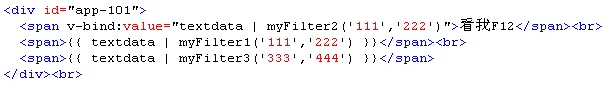 <div id="app-101">
  <span v-bind:value="textdata | myFilter2('111','222')">看我F12</span><br>
  <span>{{ textdata | myFilter1('111','222') }}</span><br>
  <span>{{ textdata | myFilter3('333','444') }}</span>
</div><br>